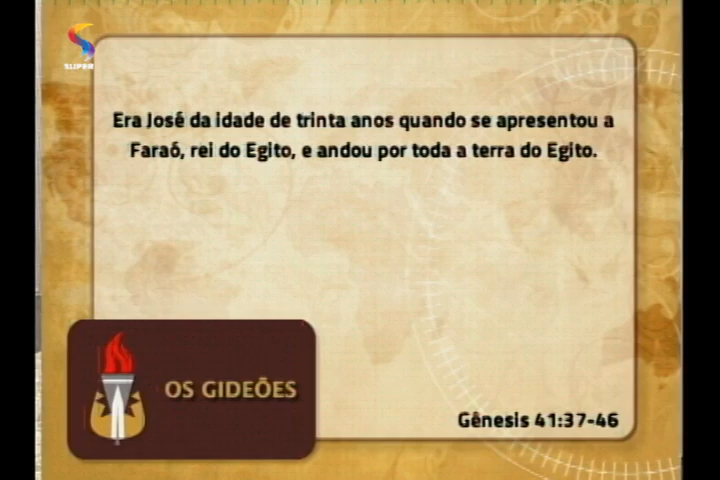 SUPER
Era José da idade de trinta anos quando se apresentou a
Faraó, rei do Egito, e andou por toda a terra do Egito.
OS GIDEÕES
Gênesis 41:37-46